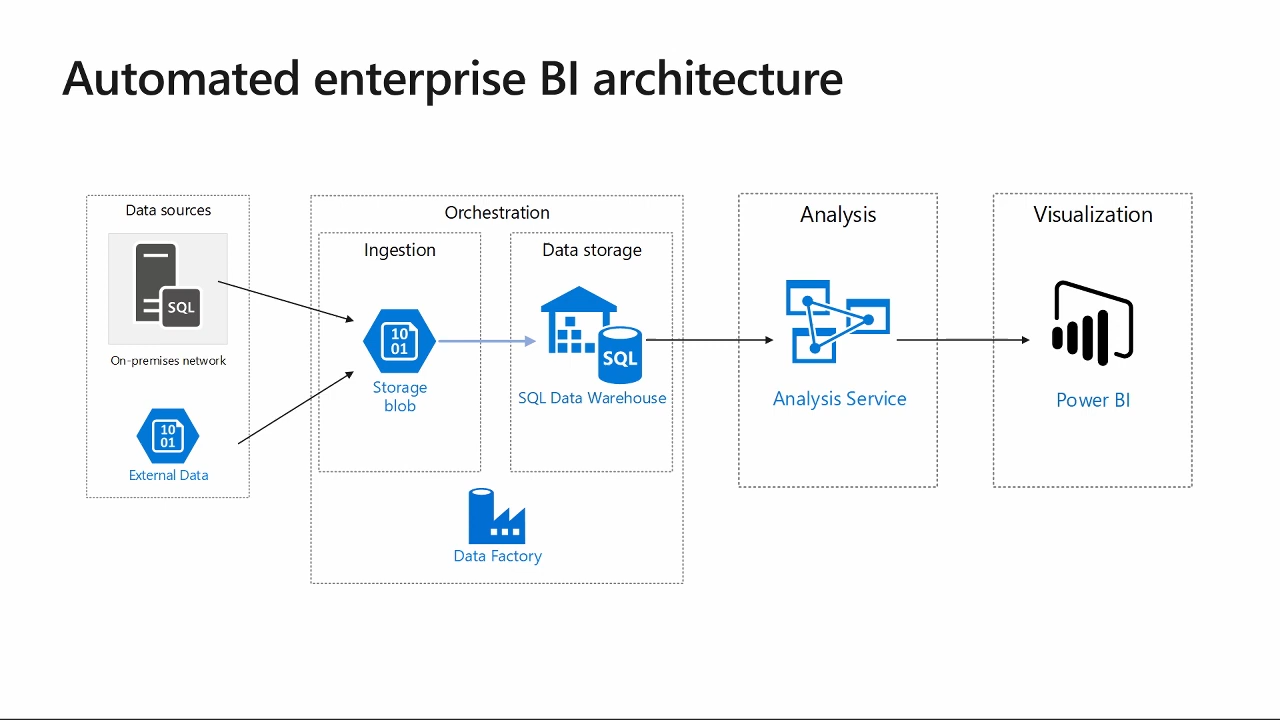 Automated enterprise BI architecture
Data sources
SQL
On-premises network
10
01
External Data
Orchestration
Ingestion
10
01
Storage
blob
Data storage
SQL
SQL Data Warehouse
Data Factory
Analysis
Analysis Service
Visualization
Power BI